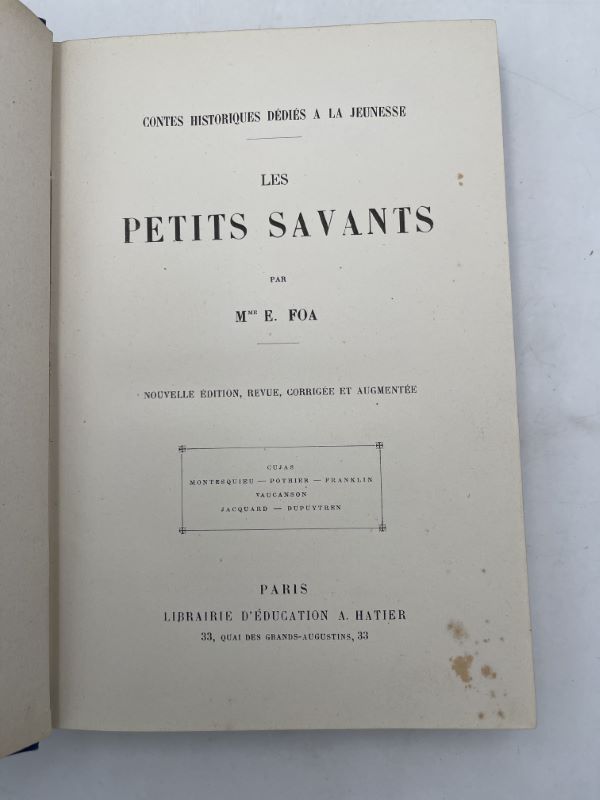 CONTES HISTORIQUES DÉDIÉS A LA JEUNESSE
LES
PETITS SAVANTS
PAR
MME E. FOA
NOUVELLE ÉDITION, REVUE, CORRIGÉE ET AUGMENTÉE
CUJAS
MONTESQUIEU — POTHIER — FRANKLIN
VAUCANSON
JACQUARD — DUPUYTREN
PARIS
LIBRAIRIE D'ÉDUCATION A. HATIER
33, QUAI DES GRANDS-AUGUSTINS, 33